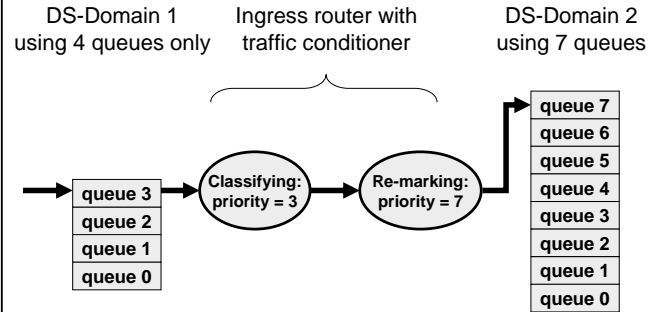 DS-Domain 1
using 4 queues only
Ingress router with
traffic conditioner
DS-Domain 2
using 7 queues
queue 3
queue 2
queue 1
queue 0
Classifying:
priority = 3
Re-marking:
priority = 7
queue 7
queue 6
queue 5
queue 4
queue 3
queue 2
queue 1
queue 0